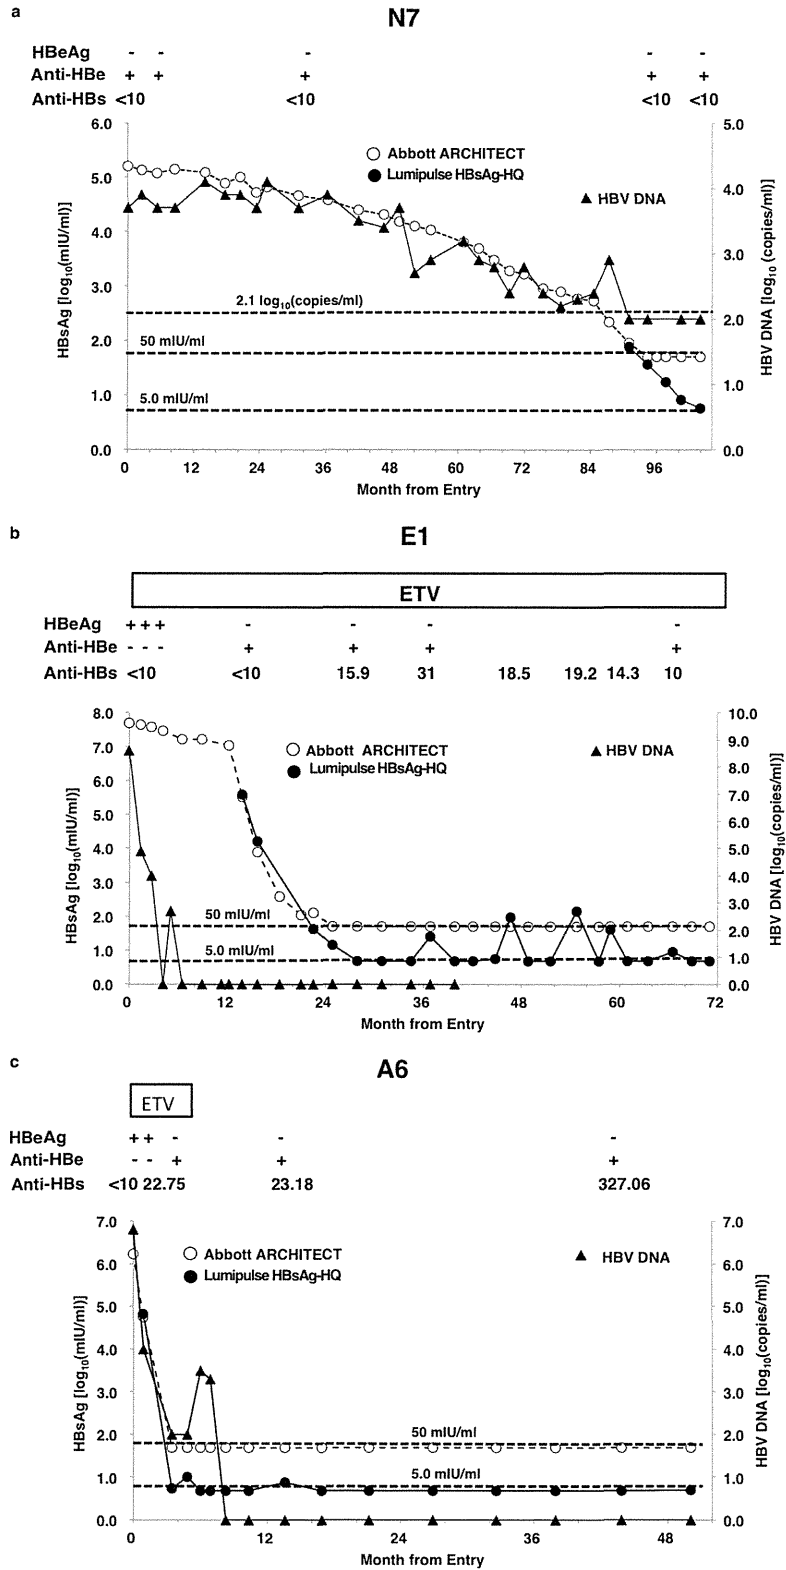 a
N7
HBeAg - - - - -
Anti-HBe + + + + +
Anti-HBs <10 <10 <10 <10
6.0 5.0
Abbott ARCHITECT
Lumipulse HBsAg-HQ
HBV DNA
5.0 4.0
4.0 3.0
3.0
2.1 log10(copies/ml)
2.0
50 mIU/ml
2.0 1.0
5.0 mIU/ml
1.0
0.0 0.0
HBsAg [log10(mIU/ml)]
HBV DNA [log10 (copies/ml)]
0 12 24 36 48 60 72 84 96
Month from Entry
b
E1
ETV
HBeAg + + + - - - -
Anti-HBe - - - + + + +
Anti-HBs <10 <10 15.9 31 18.5 19.2 14.3 10
8.0 10.0
Abbott ARCHITECT
Lumipulse HBsAg-HQ
HBV DNA
7.0 9.0
8.0
6.0 7.0
5.0 6.0
4.0 5.0
4.0
3.0 3.0
2.0 50 mIU/ml 2.0
1.0 5.0 mIU/ml 1.0
0.0 0.0
HBsAg [log10(mIU/ml)]
HBV DNA [log10(copies/ml)]
0 12 24 36 48 60 72
Month from Entry
c
A6
ETV
HBeAg + + - - -
Anti-HBe - - + + +
Anti-HBs <10 22.75 23.18 327.06
7.0 7.0
Abbott ARCHITECT
Lumipulse HBsAg-HQ
HBV DNA
6.0 6.0
5.0 5.0
4.0 4.0
3.0 3.0
2.0 50 mIU/ml 2.0
1.0 5.0 mIU/ml 1.0
0.0 0.0
HBsAg [log10(mIU/ml)]
HBV DNA [log10(copies/ml)]
0 12 24 36 48
Month from Entry